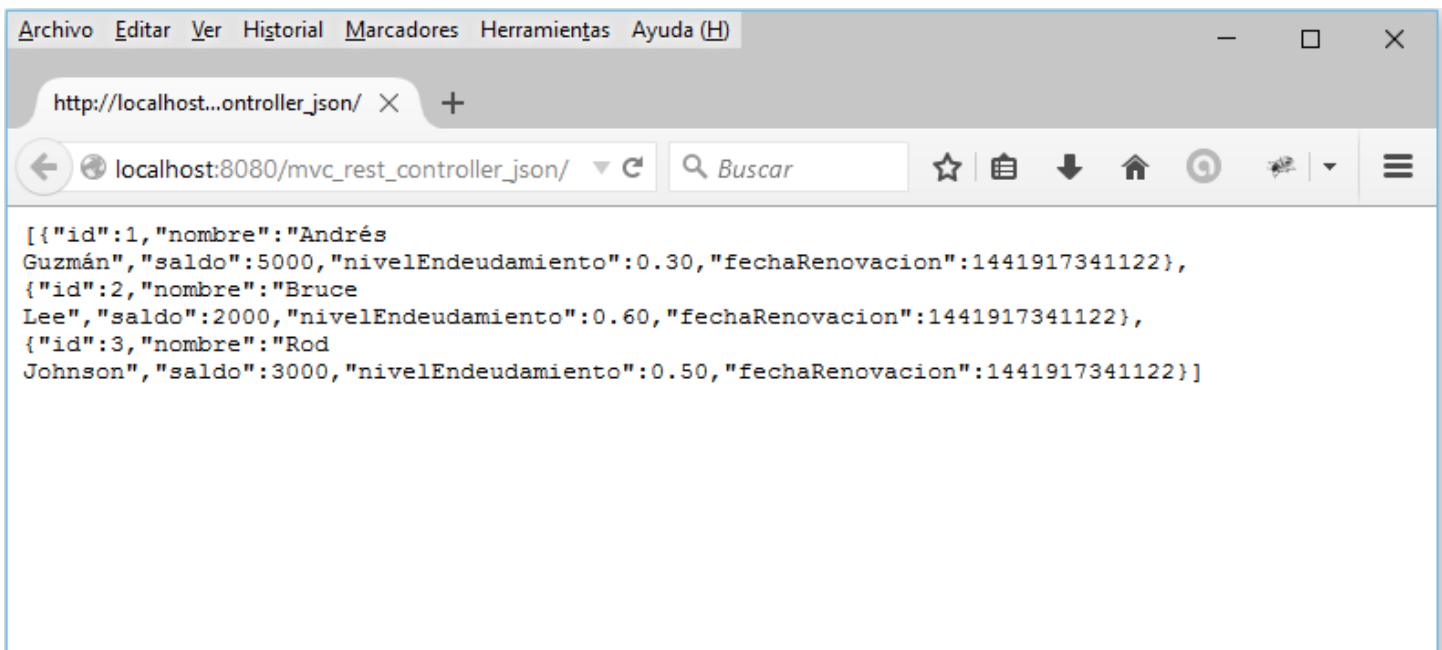 Archivo Editar Ver Historial Marcadores Herramientas Ayuda (H)
http://localhost...ontroller_json/
localhost:8080/mvc_rest_controller_json/ Buscar
[{"id":1,"nombre":"Andrés
Guzmán","saldo":5000,"nivelEndeudamiento":0.30,"fechaRenovacion":1441917341122},
{"id":2,"nombre":"Bruce
Lee","saldo":2000,"nivelEndeudamiento":0.60,"fechaRenovacion":1441917341122},
{"id":3,"nombre":"Rod
Johnson","saldo":3000,"nivelEndeudamiento":0.50,"fechaRenovacion":1441917341122}]